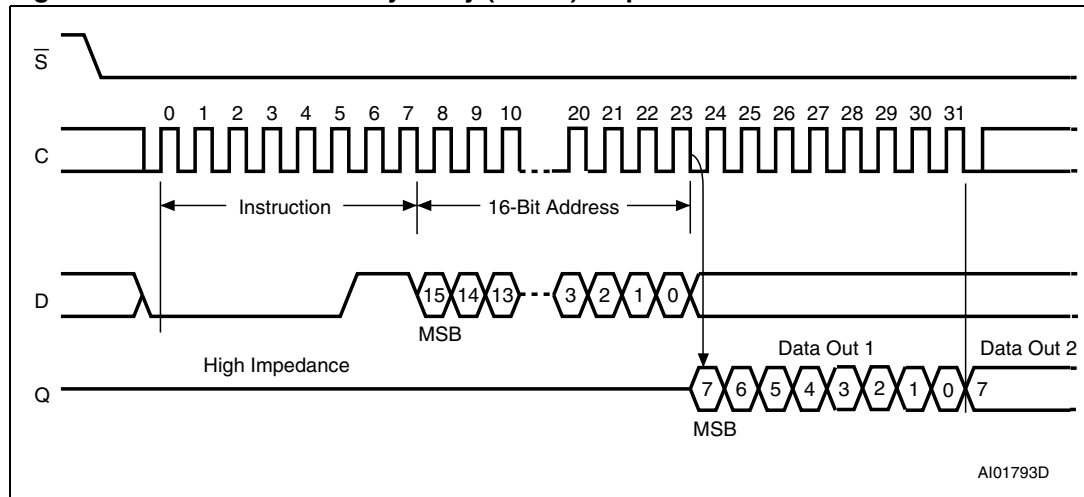 S
0 1 2 3 4 5 6 7 8 9 10 20 21 22 23 24 25 26 27 28 29 30 31
C
Instruction 16-Bit Address
D 15 14 13 3 2 1 0
MSB
High Impedance Data Out 1 Data Out 2
Q 7 6 5 4 3 2 1 0 7
MSB
AI01793D